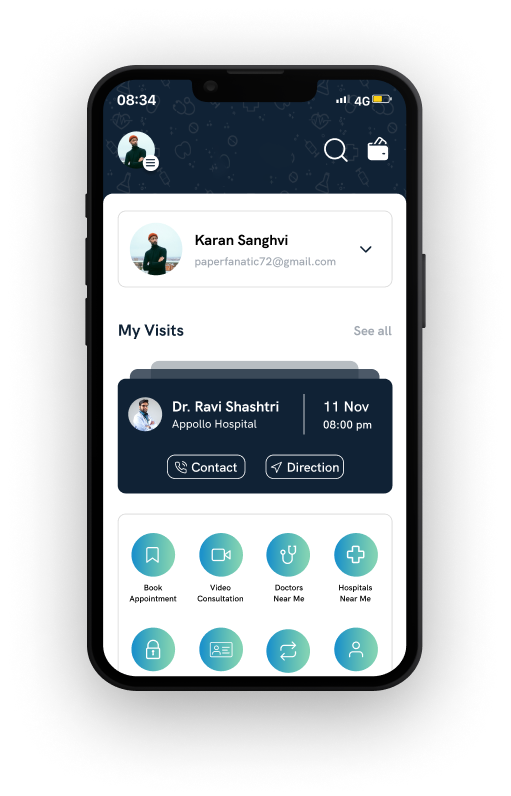 08:34
4G
Karan Sanghvi
paperfanatic72@gmail.com
My Visits
See all
Dr. Ravi Shashtri
Appollo Hospital
11 Nov
08:00 pm
Contact
Direction
Book
Appointment
Video
Consultation
Doctors
Near Me
Hospitals
Near Me